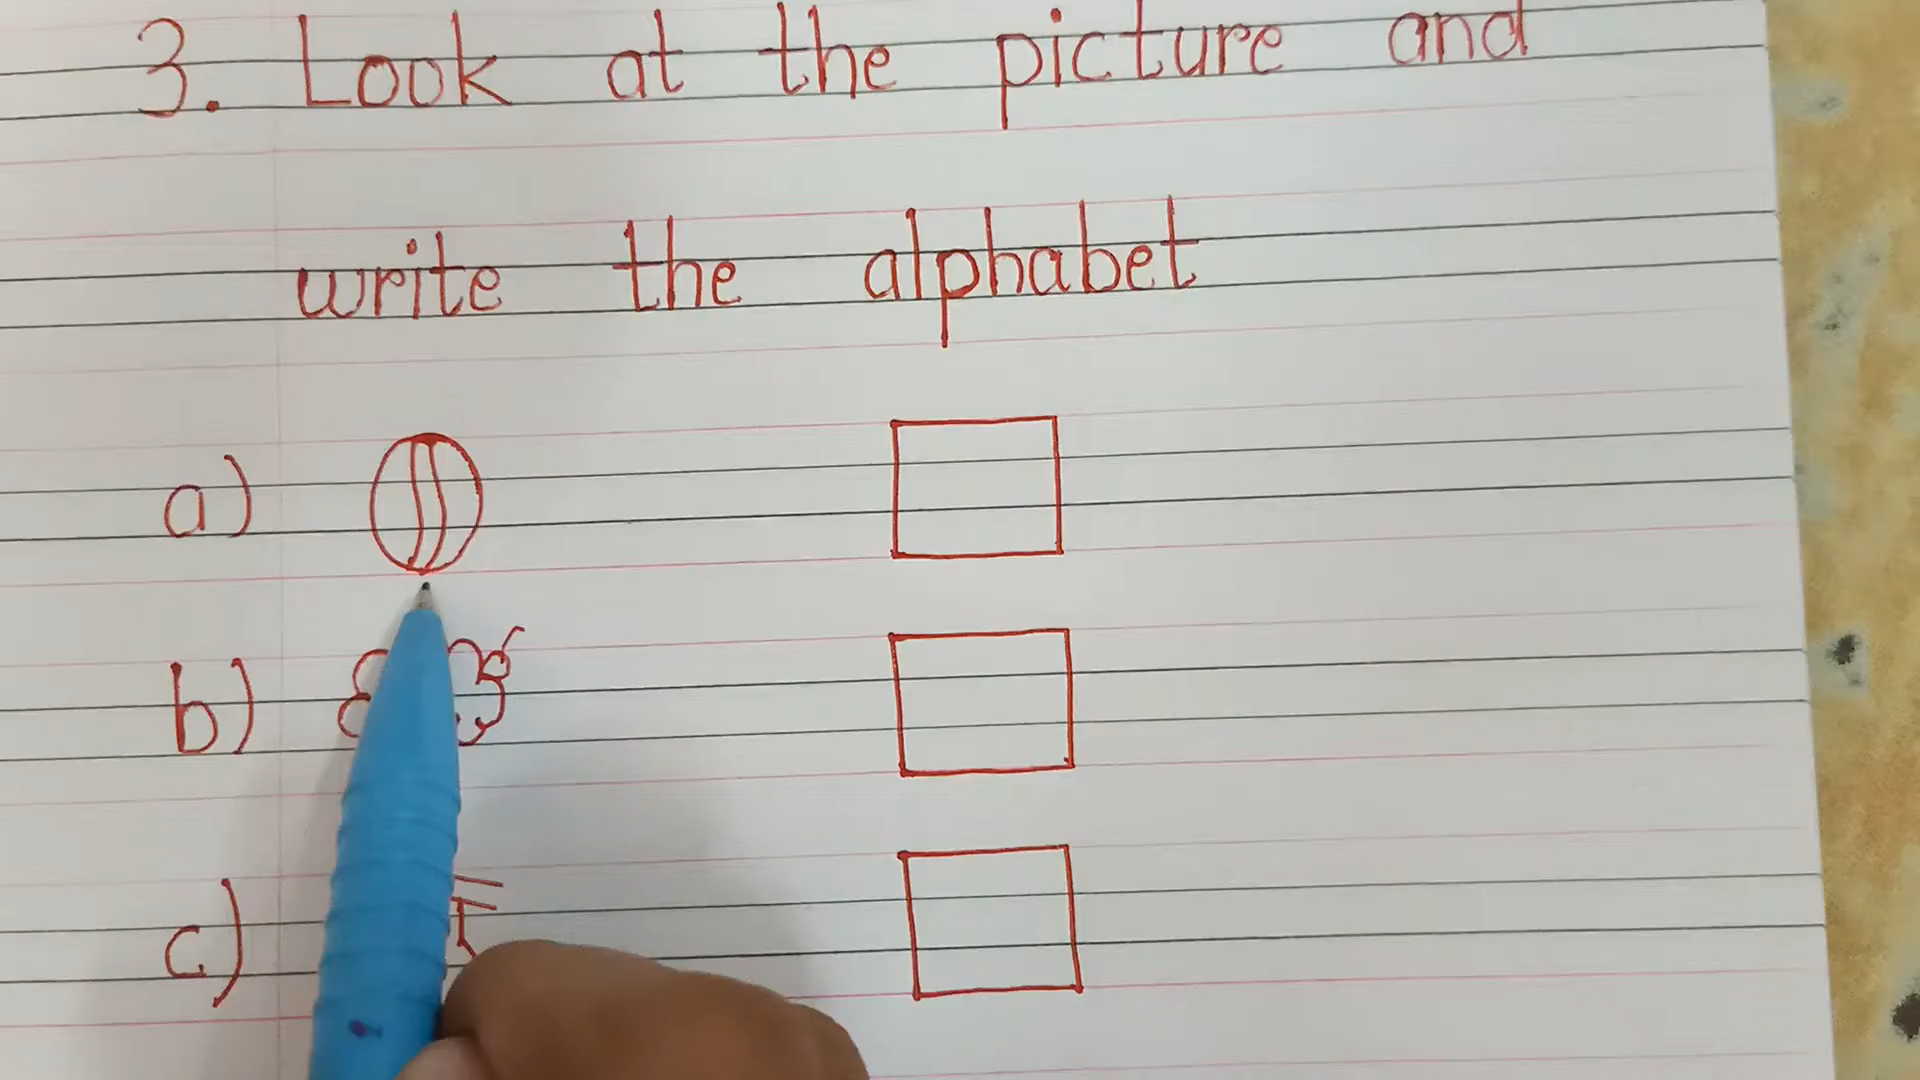 3. Look at the picture and
write the alphabet
a)
b)
c)